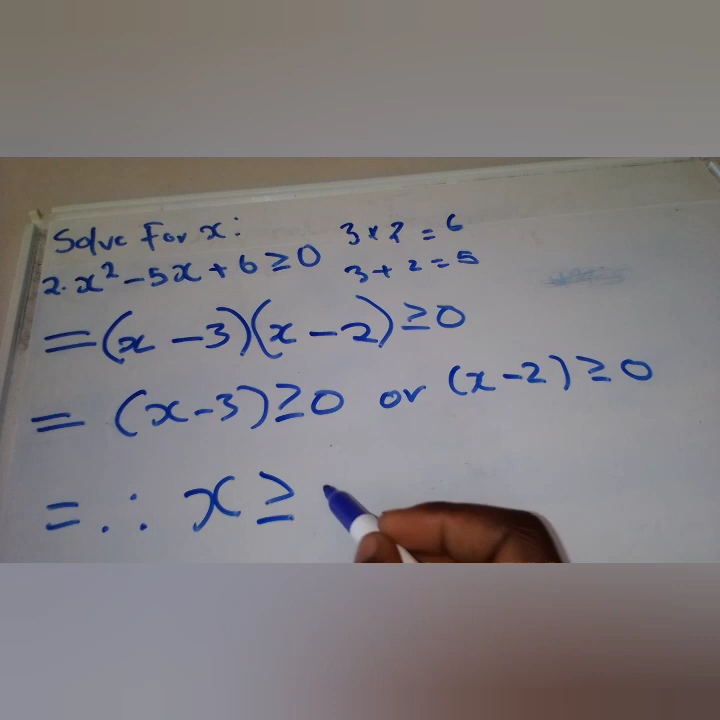 Solve For x:
3 × 2 = 6
2. x² - 5x + 6 ≥ 0
3 + 2 = 5
= (x - 3)(x - 2) ≥ 0
= (x - 3) ≥ 0 or (x - 2) ≥ 0
= ∴ x ≥